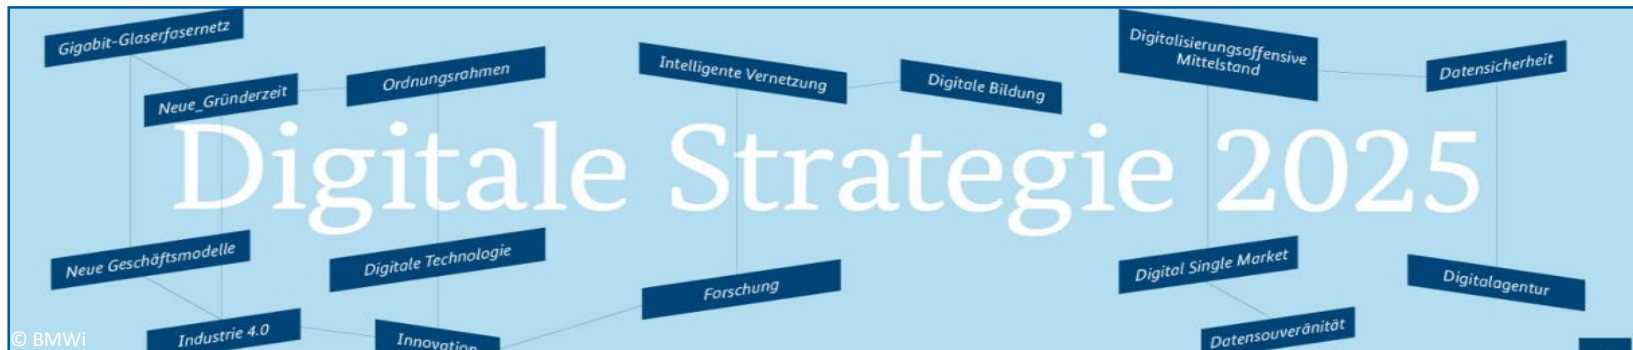 Gigabit-Glaserfasernetz
Neue_Gründerzeit
Ordnungsrahmen
Intelligente Vernetzung
Digitale Bildung
Digitalisierungsoffensive
Mittelstand
Datensicherheit
Digitale Strategie 2025
Neue Geschäftsmodelle
Digitale Technologie
Forschung
Digital Single Market
Digitalagentur
Industrie 4.0
Innovation
Datensouveränität
© BMWi